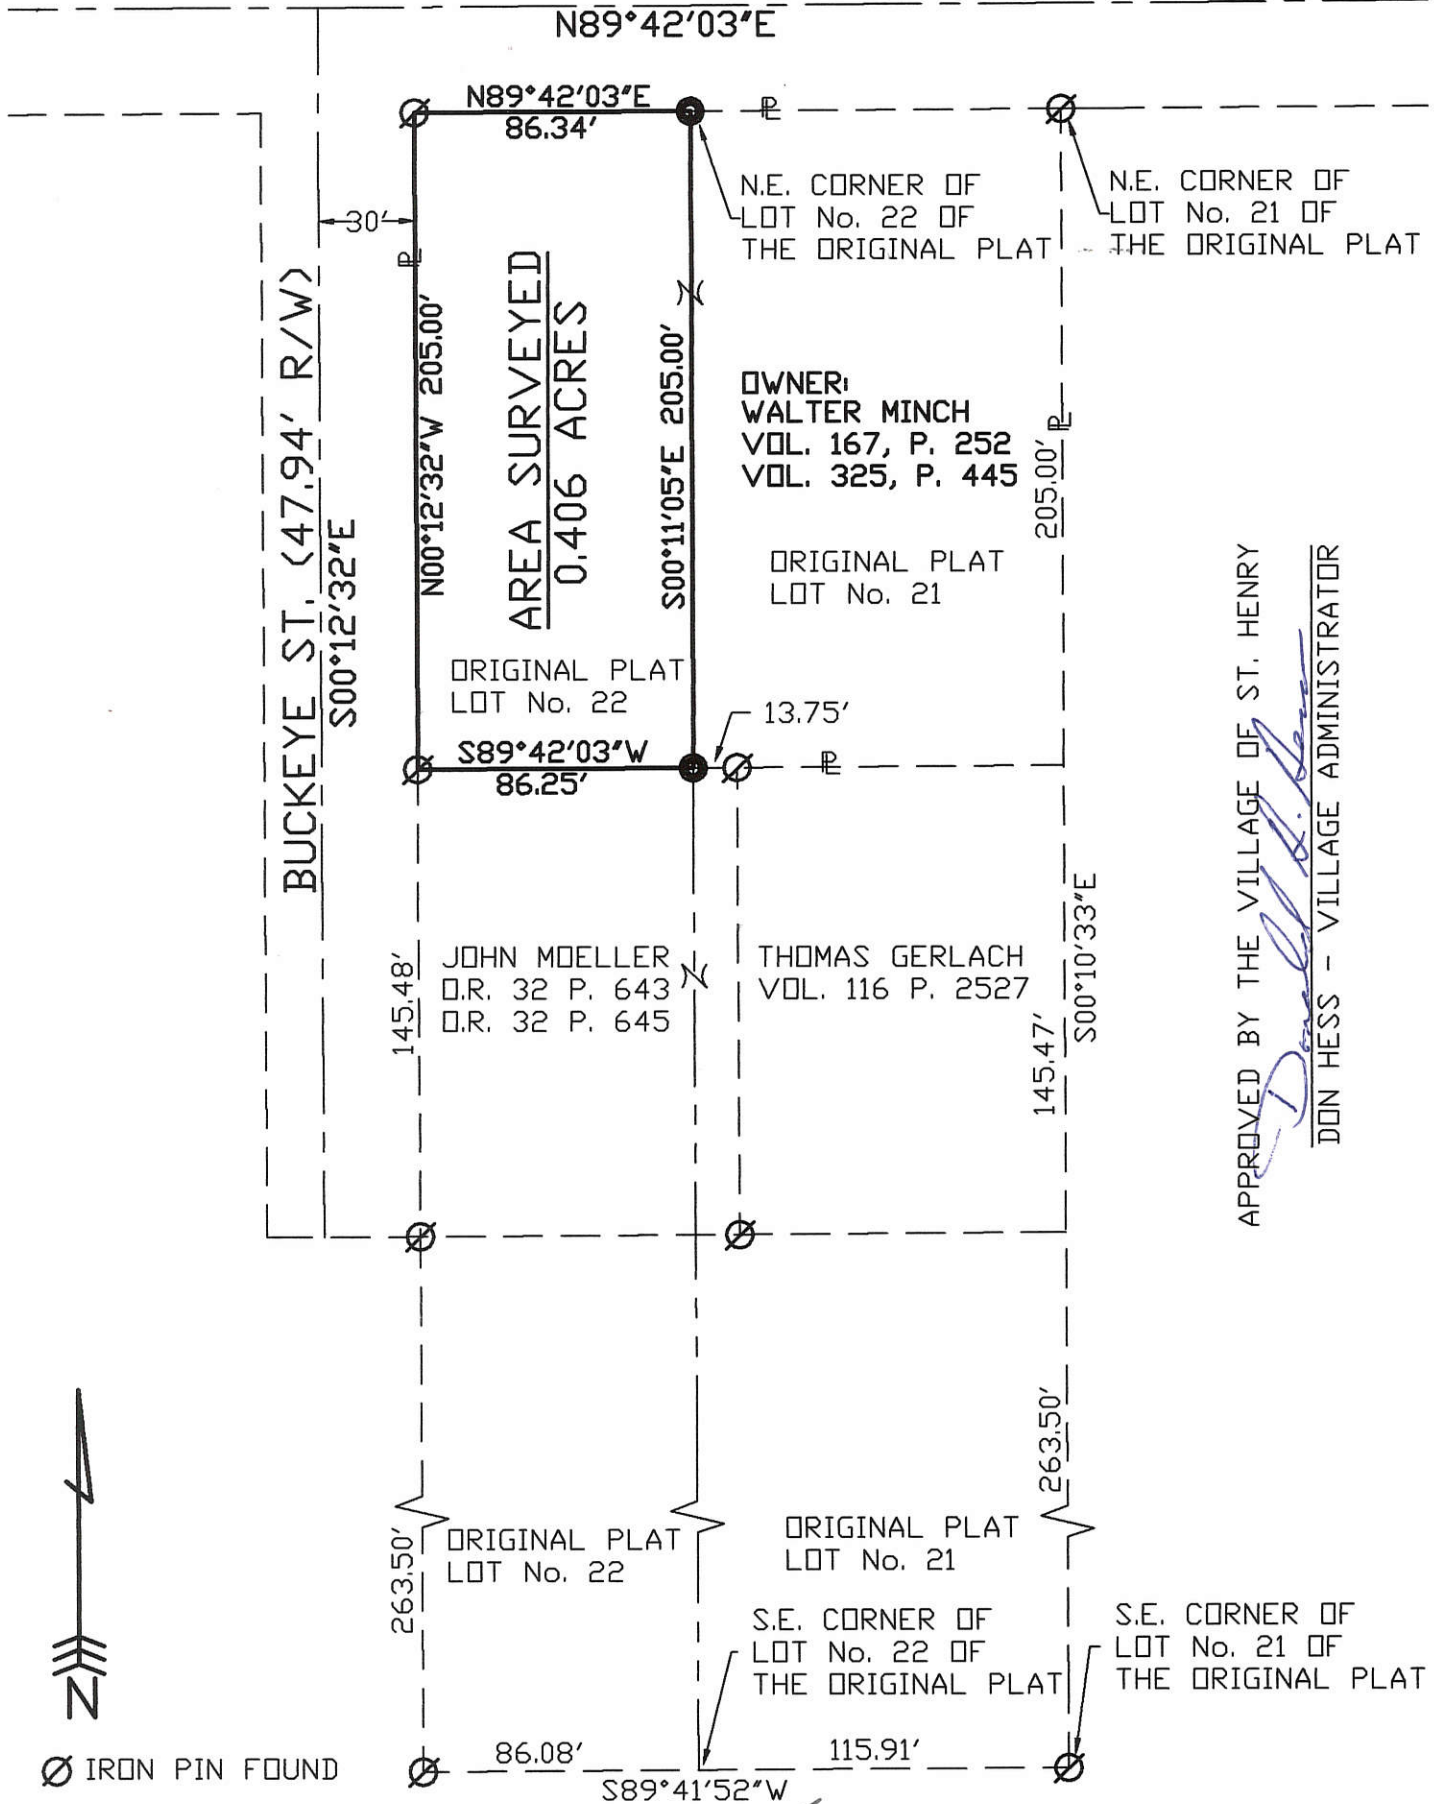 N89°42'03"E
N89°42'03"E
86.34'
30'
N.E. CORNER OF
LOT No. 22 OF
THE ORIGINAL PLAT
N.E. CORNER OF
LOT No. 21 OF
THE ORIGINAL PLAT
BUCKEYE ST. (47.94' R/W)
S00°12'32"E
N00°12'32"W 205.00'
AREA SURVEYED
0.406 ACRES
S00°11'05"E 205.00'
OWNER:
WALTER MINCH
VOL. 167, P. 252
VOL. 325, P. 445
205.00'
ORIGINAL PLAT
LOT No. 21
ORIGINAL PLAT
LOT No. 22
13.75'
S89°42'03"W
86.25'
145.48'
JOHN MOELLER
O.R. 32 P. 643
O.R. 32 P. 645
THOMAS GERLACH
VOL. 116 P. 2527
145.47'
S00°10'33"E
APPROVED BY THE VILLAGE OF ST. HENRY
DON HESS - VILLAGE ADMINISTRATOR
263.50'
ORIGINAL PLAT
LOT No. 22
ORIGINAL PLAT
LOT No. 21
263.50'
S.E. CORNER OF
LOT No. 22 OF
THE ORIGINAL PLAT
S.E. CORNER OF
LOT No. 21 OF
THE ORIGINAL PLAT
N
IRON PIN FOUND
86.08'
115.91'
S89°41'52"W